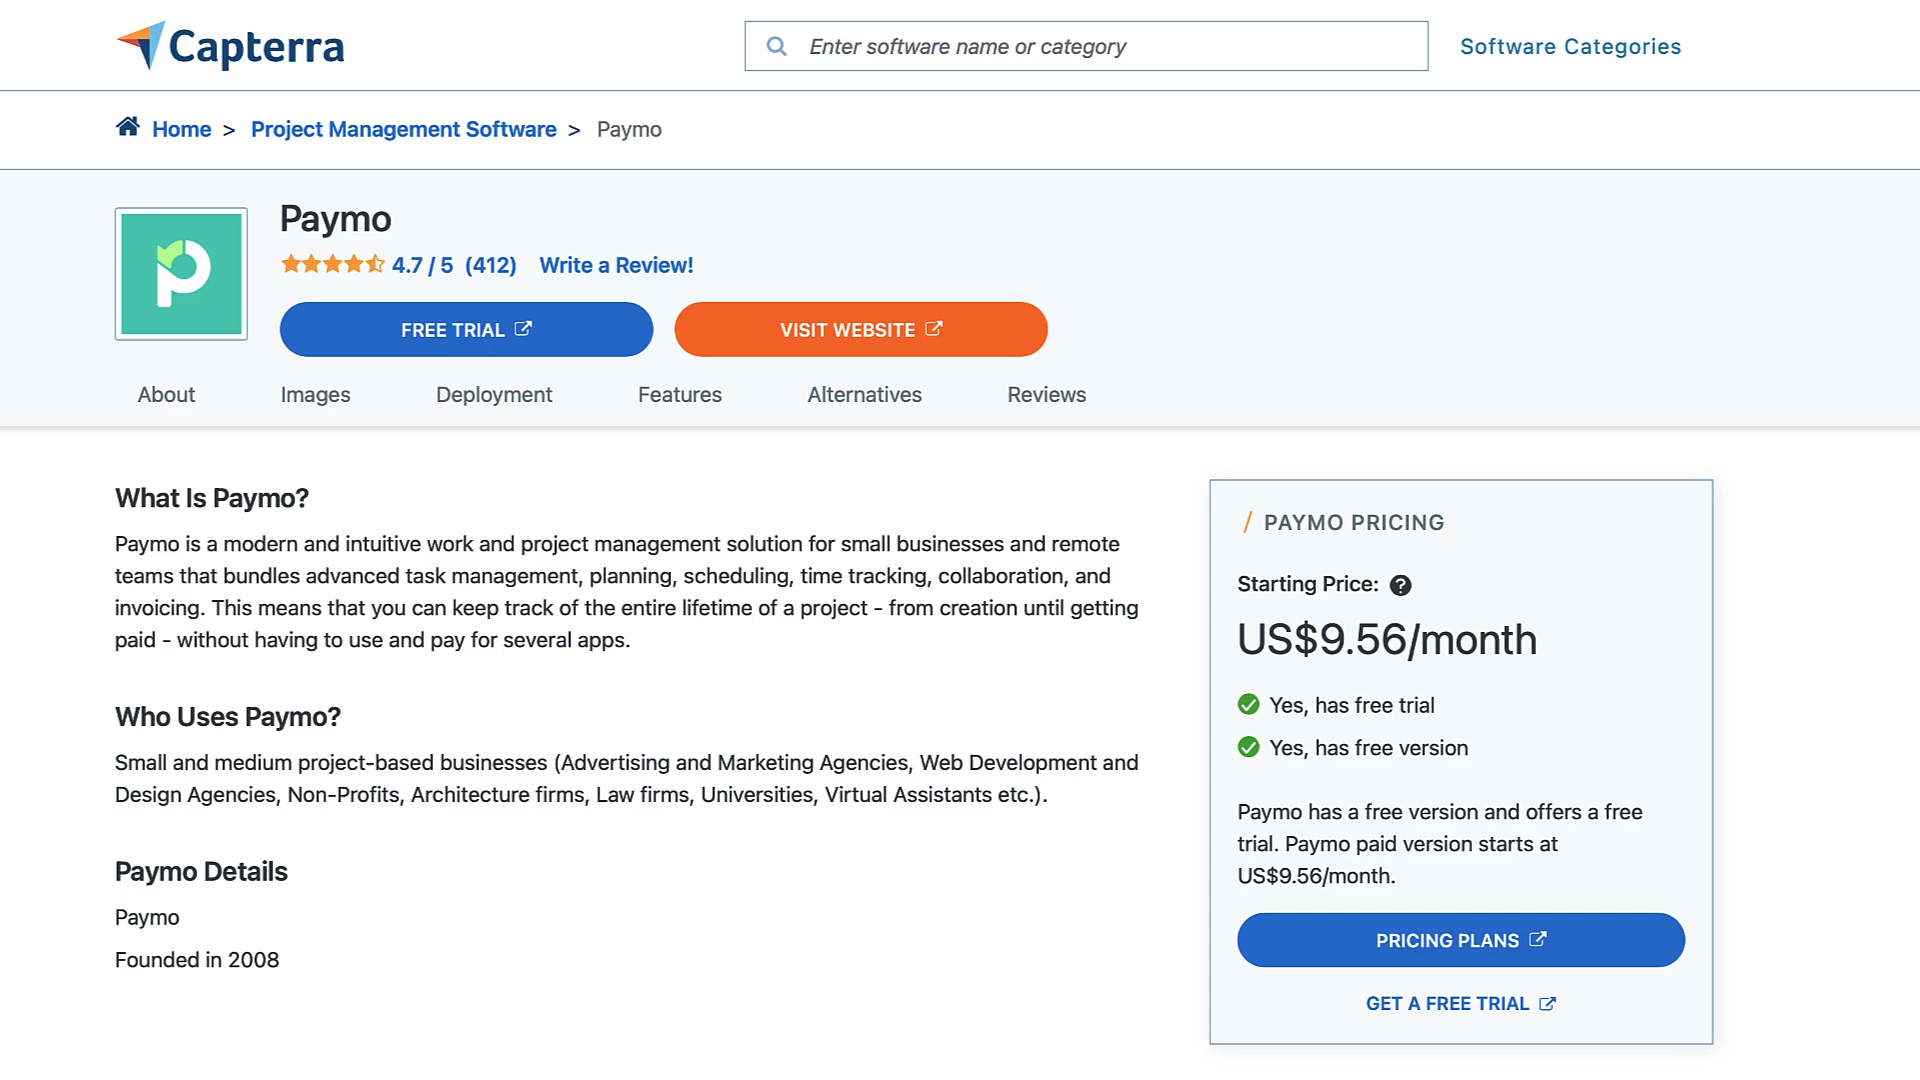 Capterra
Enter software name or category
Software Categories
Home > Project Management Software > Paymo
Paymo
4.7 / 5 (412) Write a Review!
FREE TRIAL
VISIT WEBSITE
About
Images
Deployment
Features
Alternatives
Reviews
What Is Paymo?
Paymo is a modern and intuitive work and project management solution for small businesses and remote
teams that bundles advanced task management, planning, scheduling, time tracking, collaboration, and
invoicing. This means that you can keep track of the entire lifetime of a project - from creation until getting
paid - without having to use and pay for several apps.
Who Uses Paymo?
Small and medium project-based businesses (Advertising and Marketing Agencies, Web Development and
Design Agencies, Non-Profits, Architecture firms, Law firms, Universities, Virtual Assistants etc.).
Paymo Details
Paymo
Founded in 2008
/ PAYMO PRICING
Starting Price: ?
US$9.56/month
Yes, has free trial
Yes, has free version
Paymo has a free version and offers a free
trial. Paymo paid version starts at
US$9.56/month.
PRICING PLANS
GET A FREE TRIAL